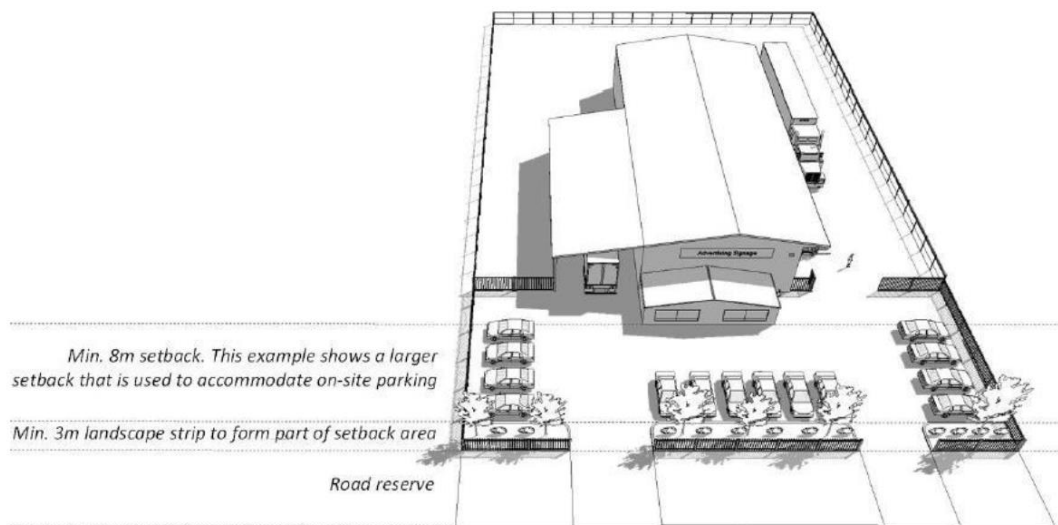 Advertising Signage
Min. 8m setback. This example shows a larger
setback that is used to accommodate on-site parking
Min. 3m landscape strip to form part of setback area
Road reserve